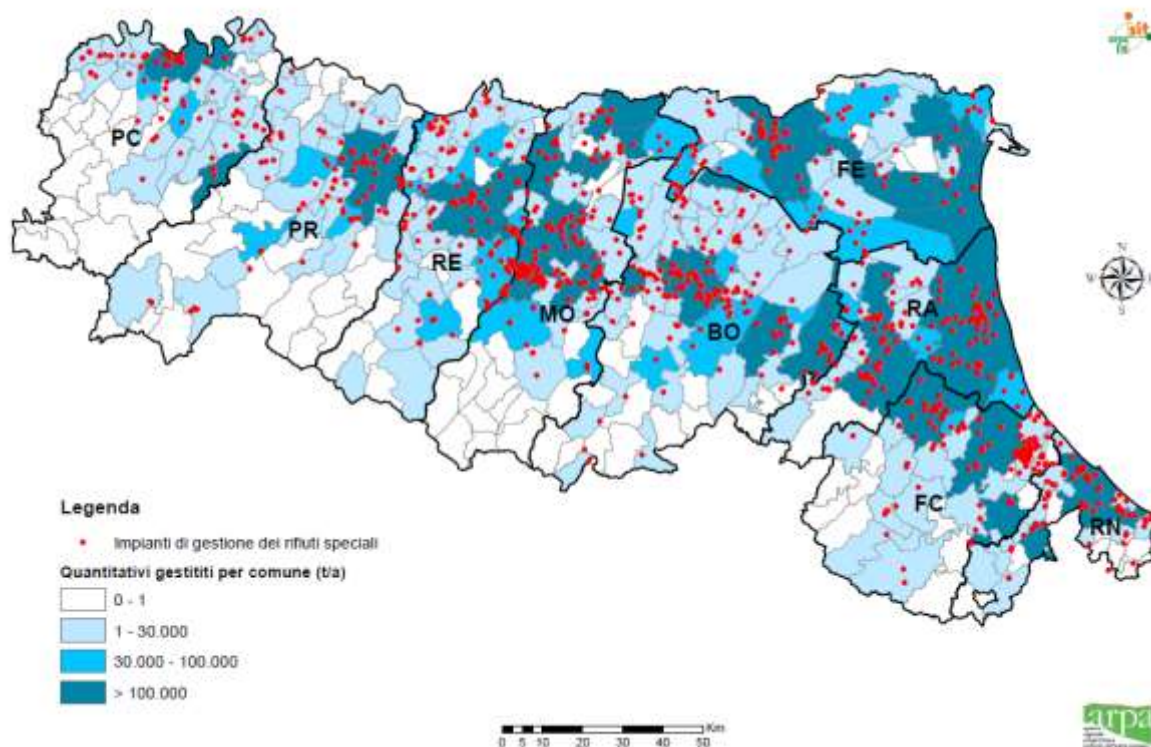 sit
PC
PR
RE
MO
BO
FE
RA
FC
RN
N
W
E
S
Legenda
Impianti di gestione dei rifiuti speciali
Quantitativi gestititi per comune (t/a)
0 - 1
1 - 30.000
30.000 - 100.000
> 100.000
Km
0 5 10 20 30 40 50
arpa